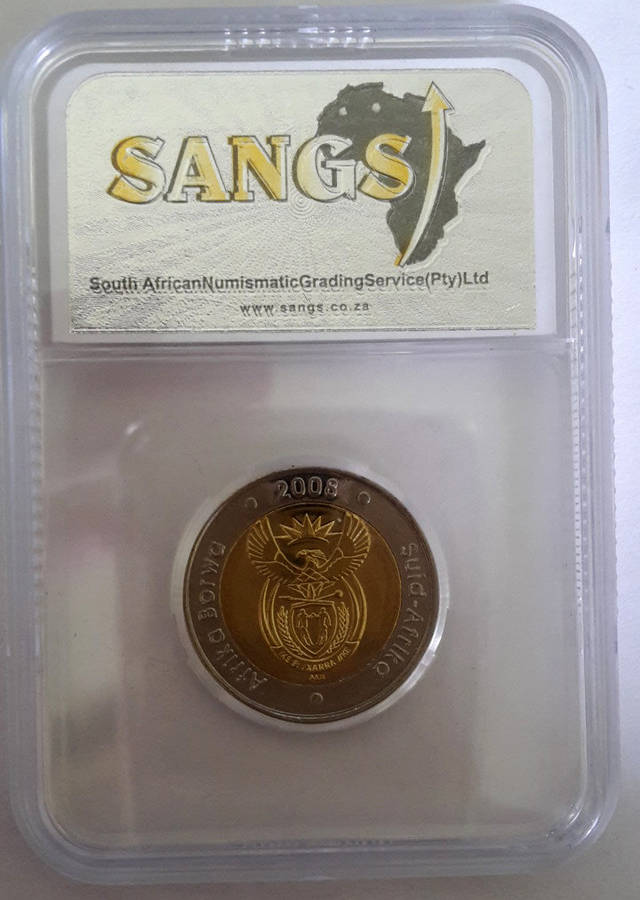 SANGS
South AfricanNumismaticGradingService(Pty)Ltd
www.sangs.co.za
2008
Afrika Borwa
Suid-Afrika